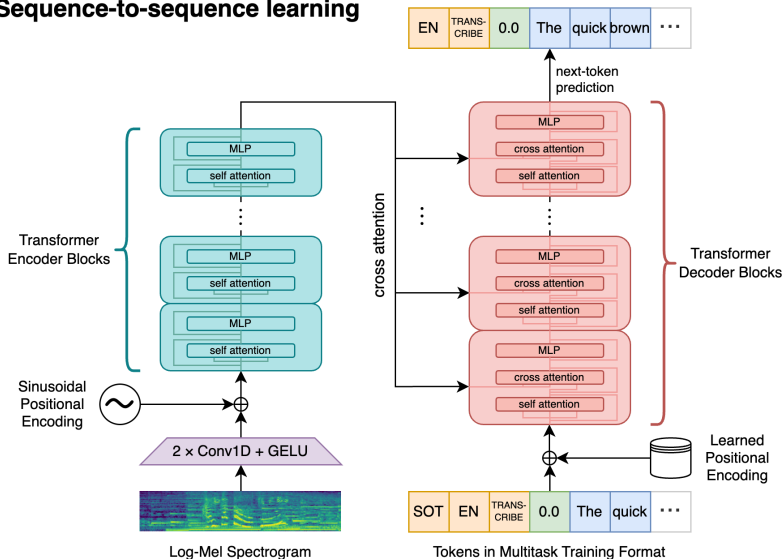 Sequence-to-sequence learning
EN TRANS-CRIBE 0.0 The quick brown ...
next-token
prediction
MLP
self attention
MLP
cross attention
self attention
Transformer
Encoder Blocks
cross attention
MLP
self attention
MLP
self attention
MLP
cross attention
self attention
MLP
cross attention
self attention
Transformer
Decoder Blocks
Sinusoidal
Positional
Encoding
2 × Conv1D + GELU
Learned
Positional
Encoding
SOT EN TRANS-CRIBE 0.0 The quick ...
Log-Mel Spectrogram
Tokens in Multitask Training Format